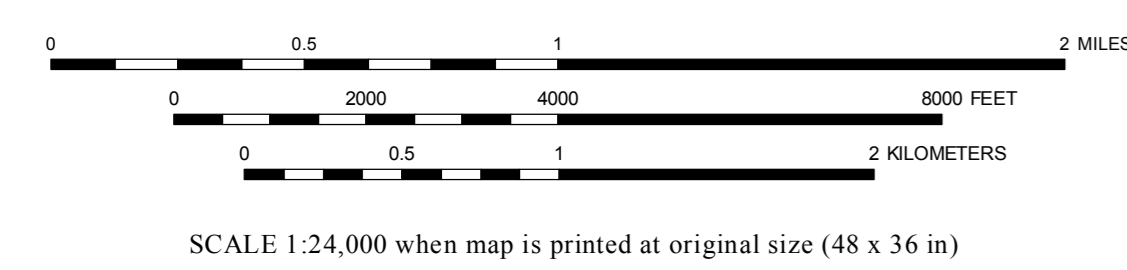 0 0.5 1 2 MILES
0 2000 4000 8000 FEET
0 0.5 1 2 KILOMETERS
SCALE 1:24,000 when map is printed at original size (48 x 36 in)